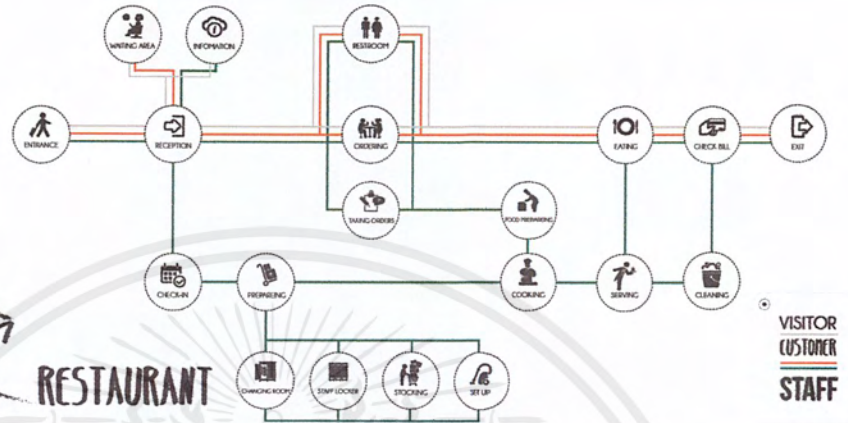 WAITING AREA
INFOMATION
RESTROOM
ENTRANCE
RECEPTION
ORDERING
EATING
CHECK BILL
EXIT
TAKING ORDERS
FOOD PREPARING
CHECK-IN
PREPAREING
COOKING
SERVING
CLEANING
CHANGING ROOM
STAFF LOCKER
STOCKING
SET UP
RESTAURANT
VISITOR
CUSTOMER
STAFF